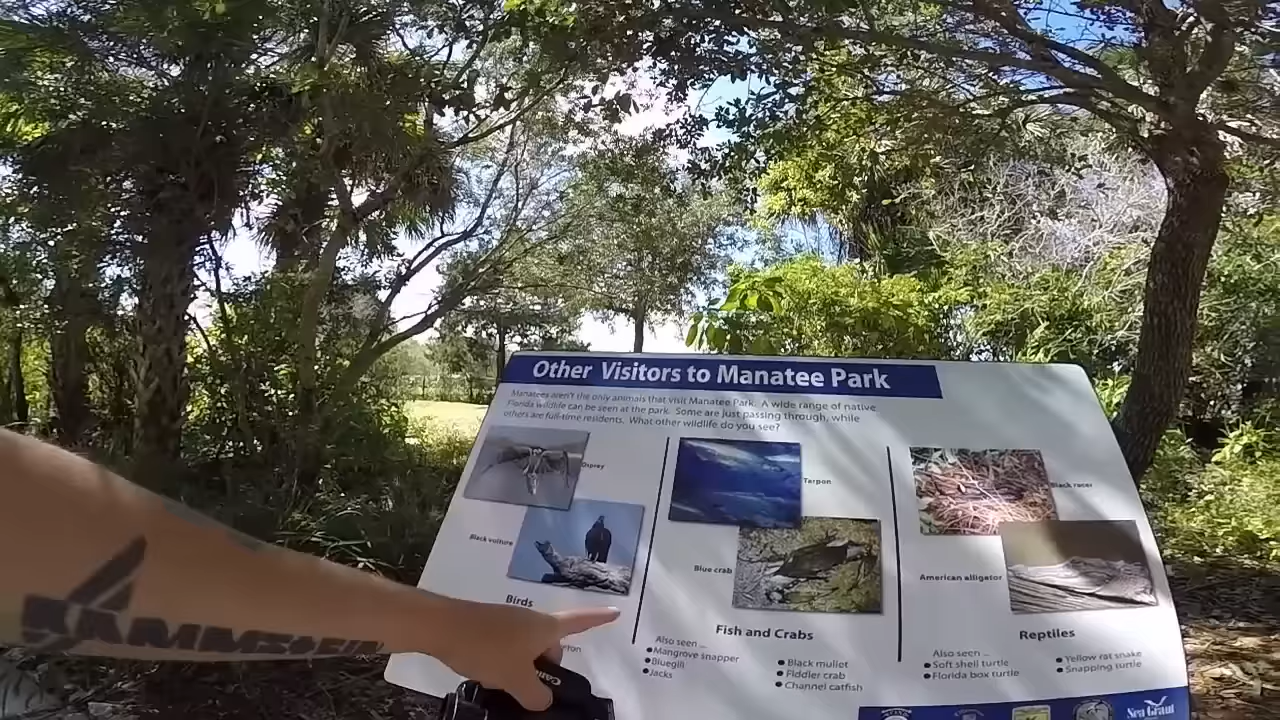 Other Visitors to Manatee Park
Manatees aren't the only animals that visit Manatee Park. A wide range of native
Florida wildlife can be seen at the park. Some are just passing through, while
others are full-time residents. What other wildlife do you see?
Osprey
Black vulture
Birds
Tarpon
Blue crab
Fish and Crabs
Also seen ...
Mangrove snapper
Bluegill
Jacks
Black mullet
Fiddler crab
Channel catfish
Black racer
American alligator
Reptiles
Also seen ...
Soft shell turtle
Florida box turtle
Yellow rat snake
Snapping turtle
Sea Grant
RAMMSTEIN
Canon